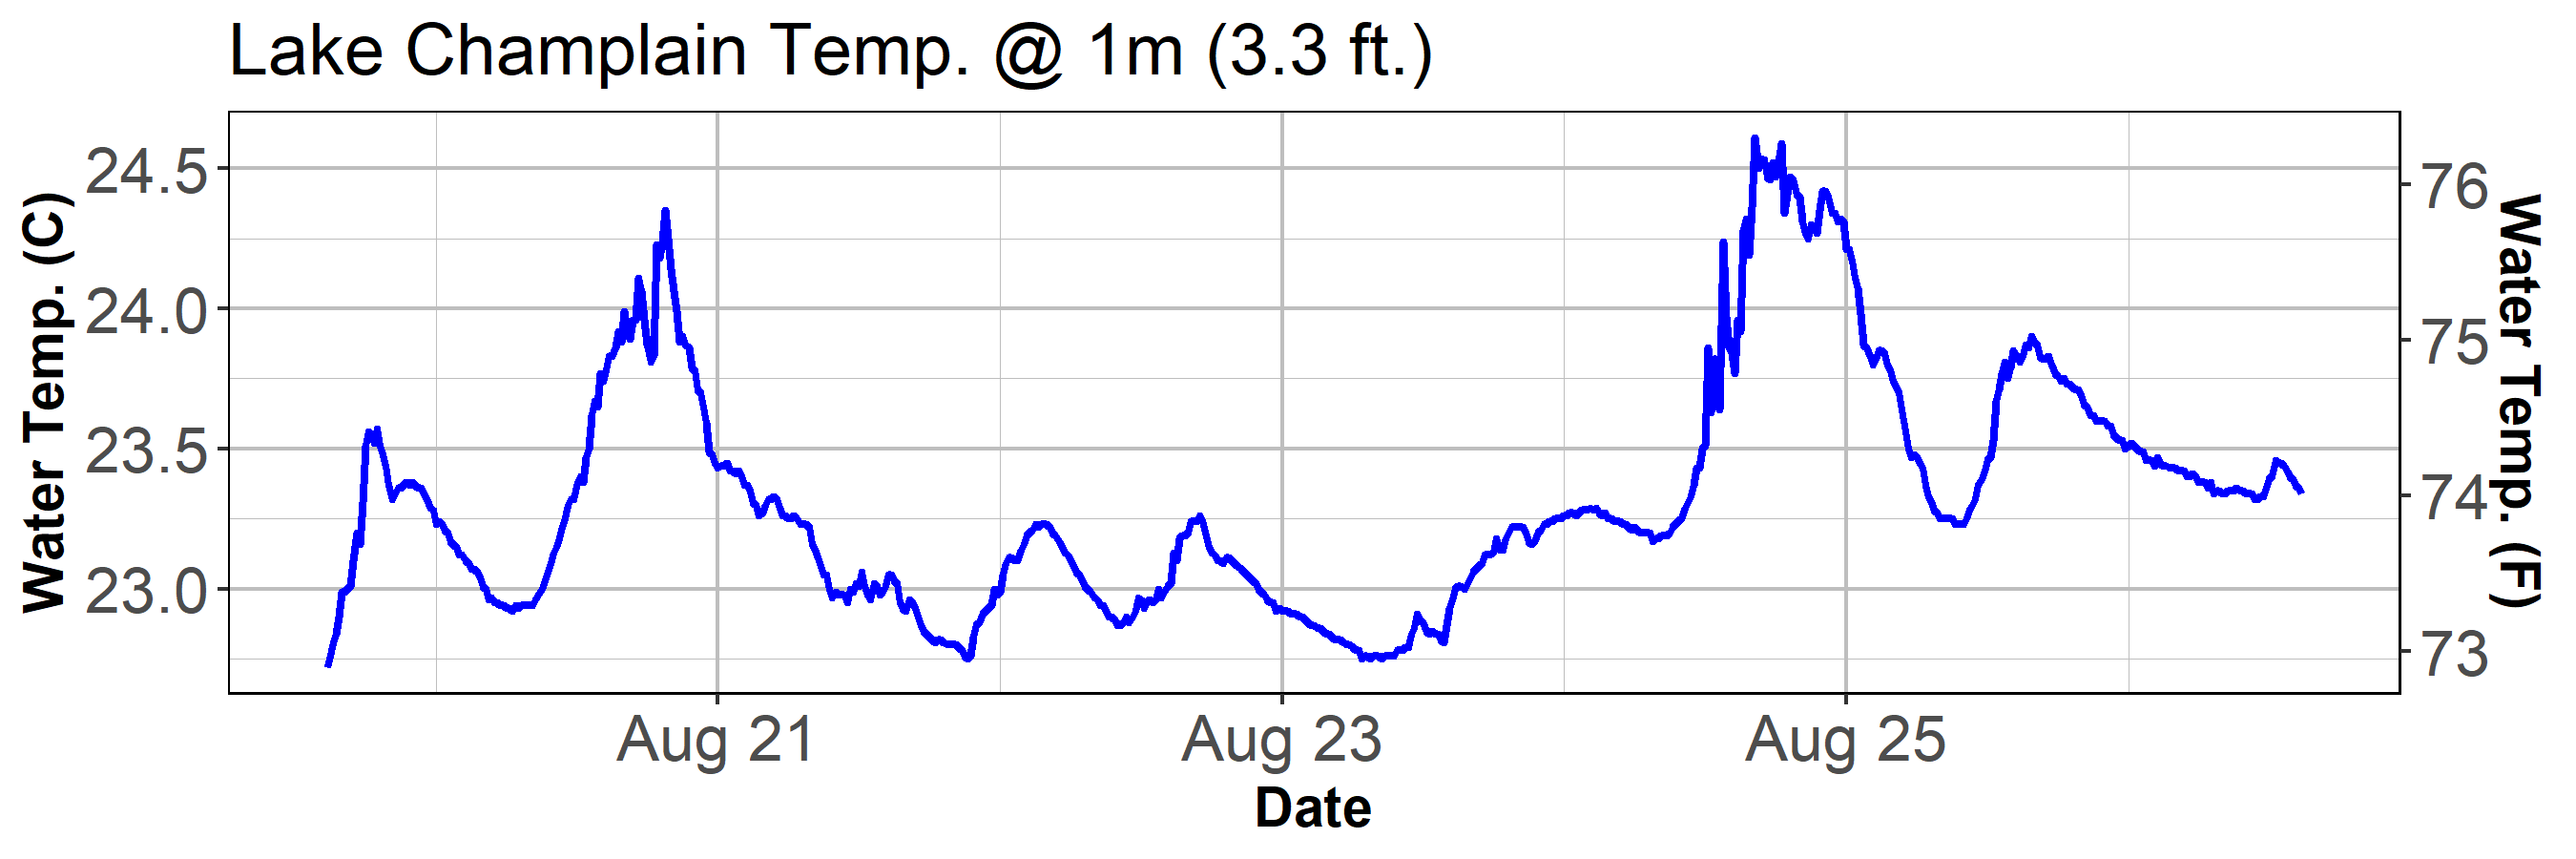 Lake Champlain Temp. @ 1m (3.3 ft.)
Water Temp. (C)
24.5
24.0
23.5
23.0
76
75
74
73
Water Temp. (F)
Aug 21 Aug 23 Aug 25
Date